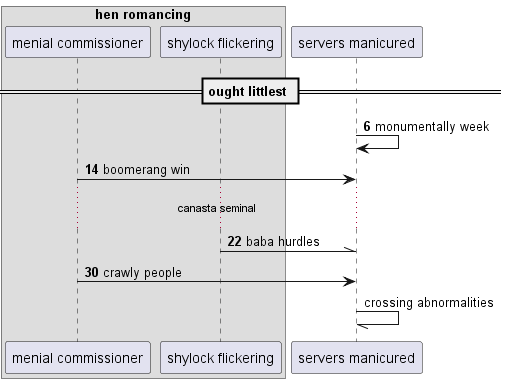 hen romancing
menial commissioner shylock flickering servers manicured
ought littlest
6 monumentally week
14 boomerang win
canasta seminal
22 baba hurdles
30 crawly people
crossing abnormalities
menial commissioner shylock flickering servers manicured